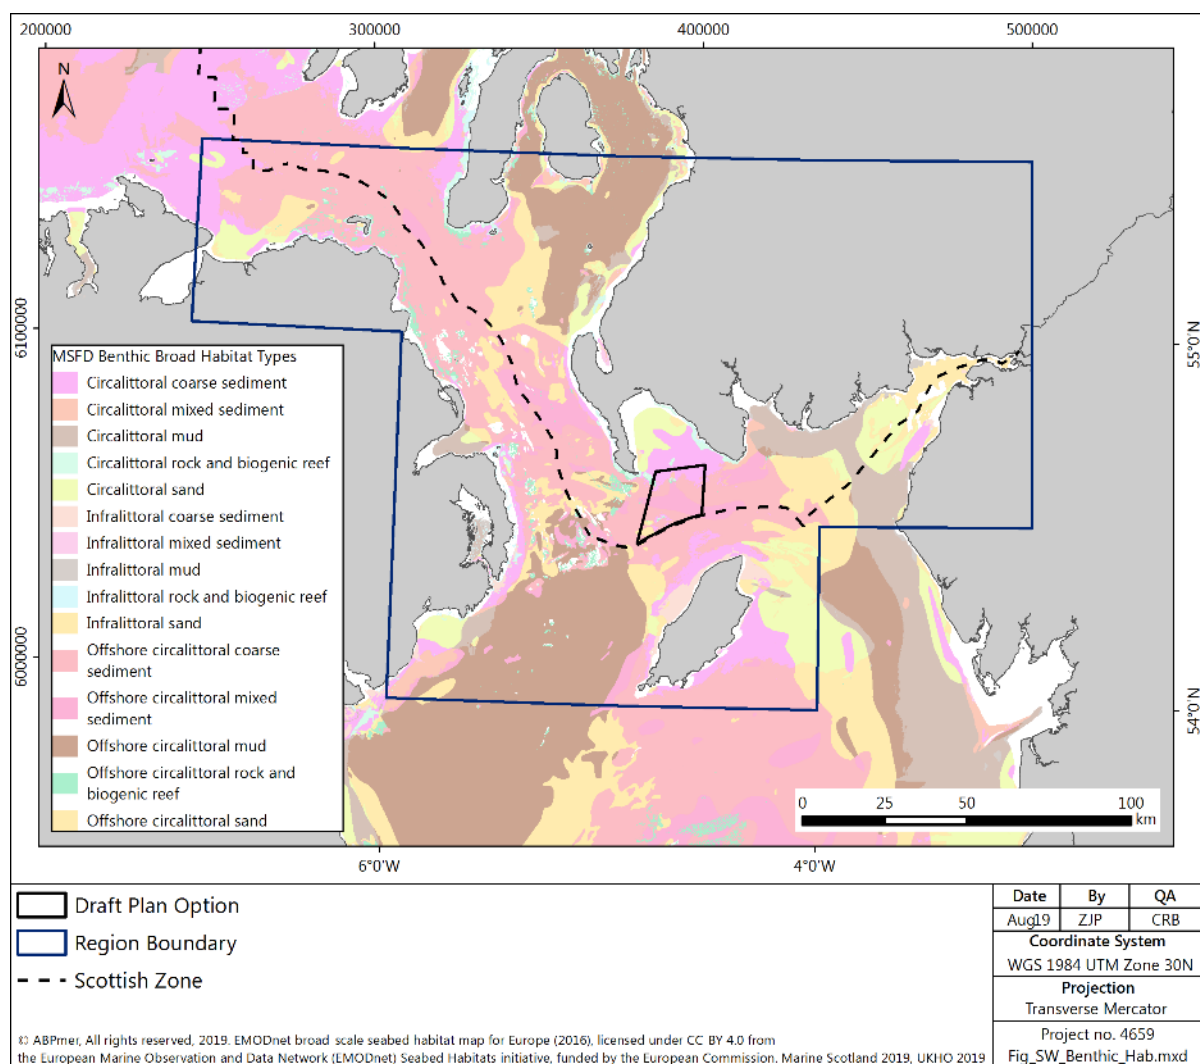 200000 300000 400000 500000
N
6100000
6000000
55°0'N
54°0'N
MSFD Benthic Broad Habitat Types
Circalittoral coarse sediment
Circalittoral mixed sediment
Circalittoral mud
Circalittoral rock and biogenic reef
Circalittoral sand
Infralittoral coarse sediment
Infralittoral mixed sediment
Infralittoral mud
Infralittoral rock and biogenic reef
Infralittoral sand
Offshore circalittoral coarse
sediment
Offshore circalittoral mixed
sediment
Offshore circalittoral mud
Offshore circalittoral rock and
biogenic reef
Offshore circalittoral sand
0 25 50 100
km
6°0'W 4°0'W
Draft Plan Option
Region Boundary
Scottish Zone
Date By QA
Aug19 ZJP CRB
Coordinate System
WGS 1984 UTM Zone 30N
Projection
Transverse Mercator
Project no. 4659
Fig_SW_Benthic_Hab.mxd
© ABPmer, All rights reserved, 2019. EMODnet broad scale seabed habitat map for Europe (2016), licensed under CC BY 4.0 from
the European Marine Observation and Data Network (EMODnet) Seabed Habitats initiative, funded by the European Commission. Marine Scotland 2019, UKHO 2019